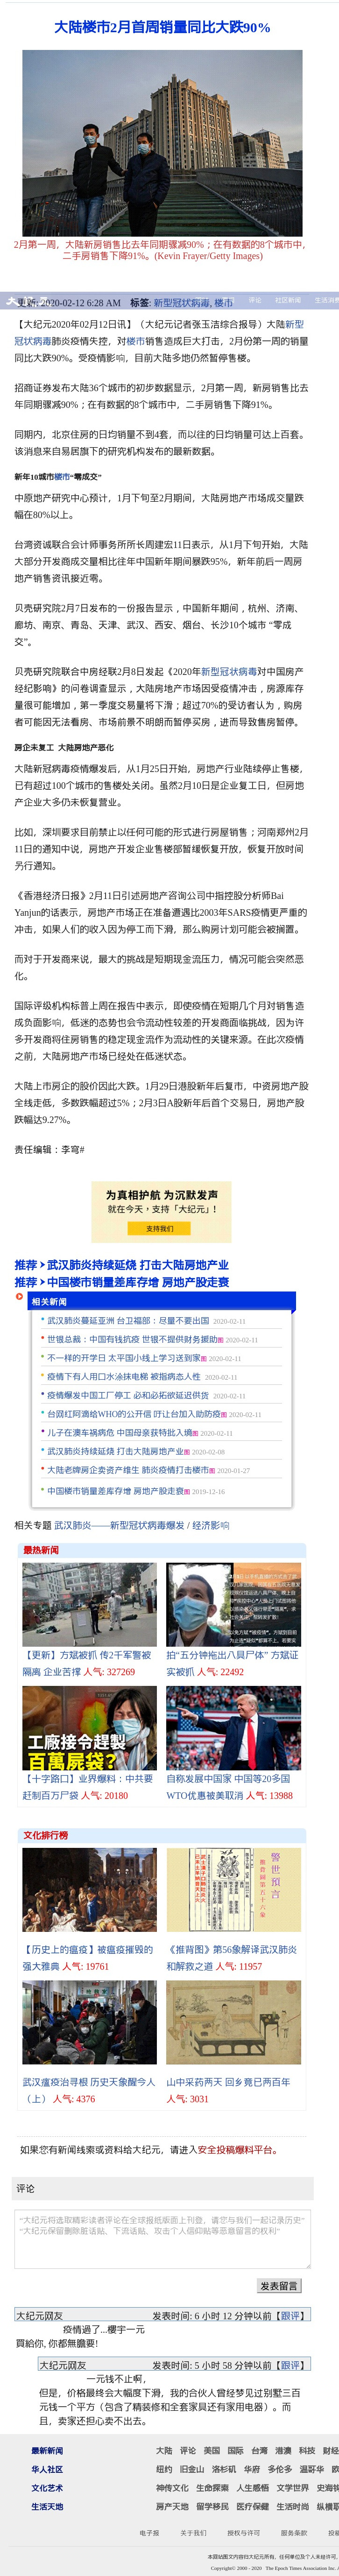 大陆楼市2月首周销量同比大跌90%
2月第一周，大陆新房销售比去年同期骤减90%；在有数据的8个城市中，
二手房销售下降91%。(Kevin Frayer/Getty Images)
评论 社区新闻 生活消费
更新: 2020-02-12 6:28 AM 标签: 新型冠状病毒, 楼市
【大纪元2020年02月12日讯】（大纪元记者张玉洁综合报导）大陆新型
冠状病毒肺炎疫情失控，对楼市销售造成巨大打击，2月份第一周的销量
同比大跌90%。受疫情影响，目前大陆多地仍然暂停售楼。
招商证券发布大陆36个城市的初步数据显示，2月第一周，新房销售比去
年同期骤减90%；在有数据的8个城市中，二手房销售下降91%。
同期内，北京住房的日均销量不到4套，而以往的日均销量可达上百套。
该消息来自易居旗下的研究机构发布的最新数据。
新年10城市楼市“零成交”
中原地产研究中心预计，1月下旬至2月期间，大陆房地产市场成交量跌
幅在80%以上。
台湾资诚联合会计师事务所所长周建宏11日表示，从1月下旬开始，大陆
大部分开发商成交量相比往年中国新年期间暴跌95%，新年前后一周房
地产销售资讯接近零。
贝壳研究院2月7日发布的一份报告显示，中国新年期间，杭州、济南、
廊坊、南京、青岛、天津、武汉、西安、烟台、长沙10个城市 “零成
交”。
贝壳研究院联合中房经联2月8日发起《2020年新型冠状病毒对中国房产
经纪影响》的问卷调查显示，大陆房地产市场因受疫情冲击，房源库存
量很可能增加，第一季度交易量将下滑；超过70%的受访者认为，购房
者可能因无法看房、市场前景不明朗而暂停买房，进而导致售房暂停。
房企未复工 大陆房地产恶化
大陆新冠病毒疫情爆发后，从1月25日开始，房地产行业陆续停止售楼，
已有超过100个城市的售楼处关闭。虽然2月10日是企业复工日，但房地
产企业大多仍未恢复营业。
比如，深圳要求目前禁止以任何可能的形式进行房屋销售；河南郑州2月
11日的通知中说，房地产开发企业售楼部暂缓恢复开放，恢复开放时间
另行通知。
《香港经济日报》2月11日引述房地产咨询公司中指控股分析师Bai
Yanjun的话表示，房地产市场正在准备遭遇比2003年SARS疫情更严重的
冲击，如果人们的收入因为停工而下滑，那么购房计划可能会被搁置。
而对于开发商来说，最大的挑战是短期现金流压力，情况可能会突然恶
化。
国际评级机构标普上周在报告中表示，即使疫情在短期几个月对销售造
成负面影响，低迷的态势也会令流动性较差的开发商面临挑战，因为许
多开发商将住房销售的稳定现金流作为流动性的关键来源。在此次疫情
之前，大陆房地产市场已经处在低迷状态。
大陆上市房企的股价因此大跌。1月29日港股新年后复市，中资房地产股
全线走低，多数跌幅超过5%；2月3日A股新年后首个交易日，房地产股
跌幅达9.27%。
责任编辑：李穹#
为真相护航 为沉默发声
就在今天，支持「大纪元」！
支持我们
推荐 武汉肺炎持续延烧 打击大陆房地产业
推荐 中国楼市销量差库存增 房地产股走衰
相关新闻
武汉肺炎蔓延亚洲 台卫福部：尽量不要出国 2020-02-11
世银总裁：中国有钱抗疫 世银不提供财务援助图 2020-02-11
不一样的开学日 太平国小线上学习送到家图 2020-02-11
疫情下有人用口水涂抹电梯 被指病态人性 2020-02-11
疫情爆发中国工厂停工 必和必拓欲延迟供货 2020-02-11
台网红阿滴给WHO的公开信 吁让台加入助防疫图 2020-02-11
儿子在澳车祸病危 中国母亲获特批入境图 2020-02-11
武汉肺炎持续延烧 打击大陆房地产业图 2020-02-08
大陆老牌房企卖资产维生 肺炎疫情打击楼市图 2020-01-27
中国楼市销量差库存增 房地产股走衰图 2019-12-16
相关专题 武汉肺炎——新型冠状病毒爆发 / 经济影响
最热新闻
工廠接令趕製
百萬屍袋?
【更新】方斌被抓 传2千军警被
隔离 企业苦撑 人气: 327269
拍“五分钟拖出八具尸体” 方斌证
实被抓 人气: 22492
【十字路口】业界爆料：中共要
赶制百万尸袋 人气: 20180
自称发展中国家 中国等20多国
WTO优惠被美取消 人气: 13988
文化排行榜
警世預言
推背圖第五十六象
【历史上的瘟疫】被瘟疫摧毁的
强大雅典 人气: 19761
《推背图》第56象解译武汉肺炎
和解救之道 人气: 11957
武汉瘟疫治寻根 历史天象醒今人
（上） 人气: 4376
山中采药两天 回乡竟已两百年
人气: 3031
如果您有新闻线索或资料给大纪元，请进入安全投稿爆料平台。
评论
“大纪元将选取精彩读者评论在全球报纸版面上刊登，请您与我们一起记录历史”
“大纪元保留删除脏话黏、下流话黏、攻击个人信仰黏等恶意留言的权利”
发表留言
大纪元网友 发表时间: 6 小时 12 分钟以前【跟评】
疫情過了...樓宇一元
買給你, 你都無膽要!
大纪元网友 发表时间: 5 小时 58 分钟以前【跟评】
一元钱不止啊，
但是，价格最终会大幅度下滑，我的合伙人曾经梦见过别墅三百
元钱一个平方（包含了精装修和全套家具还有家用电器）。而
且，卖家还担心卖不出去。
最新新闻 大陆 评论 美国 国际 台湾 港澳 科技 财经
华人社区 纽约 旧金山 洛杉矶 华府 多伦多 温哥华 欧
文化艺术 神传文化 生命探索 人生感悟 文学世界 史海钩
生活天地 房产天地 留学移民 医疗保健 生活时尚 纵横职
电子报 关于我们 授权与许可 服务条款 投稿
本网站图文内容归大纪元所有，任何单位及个人未经许可，
Copyright© 2000 - 2020 The Epoch Times Association Inc. A